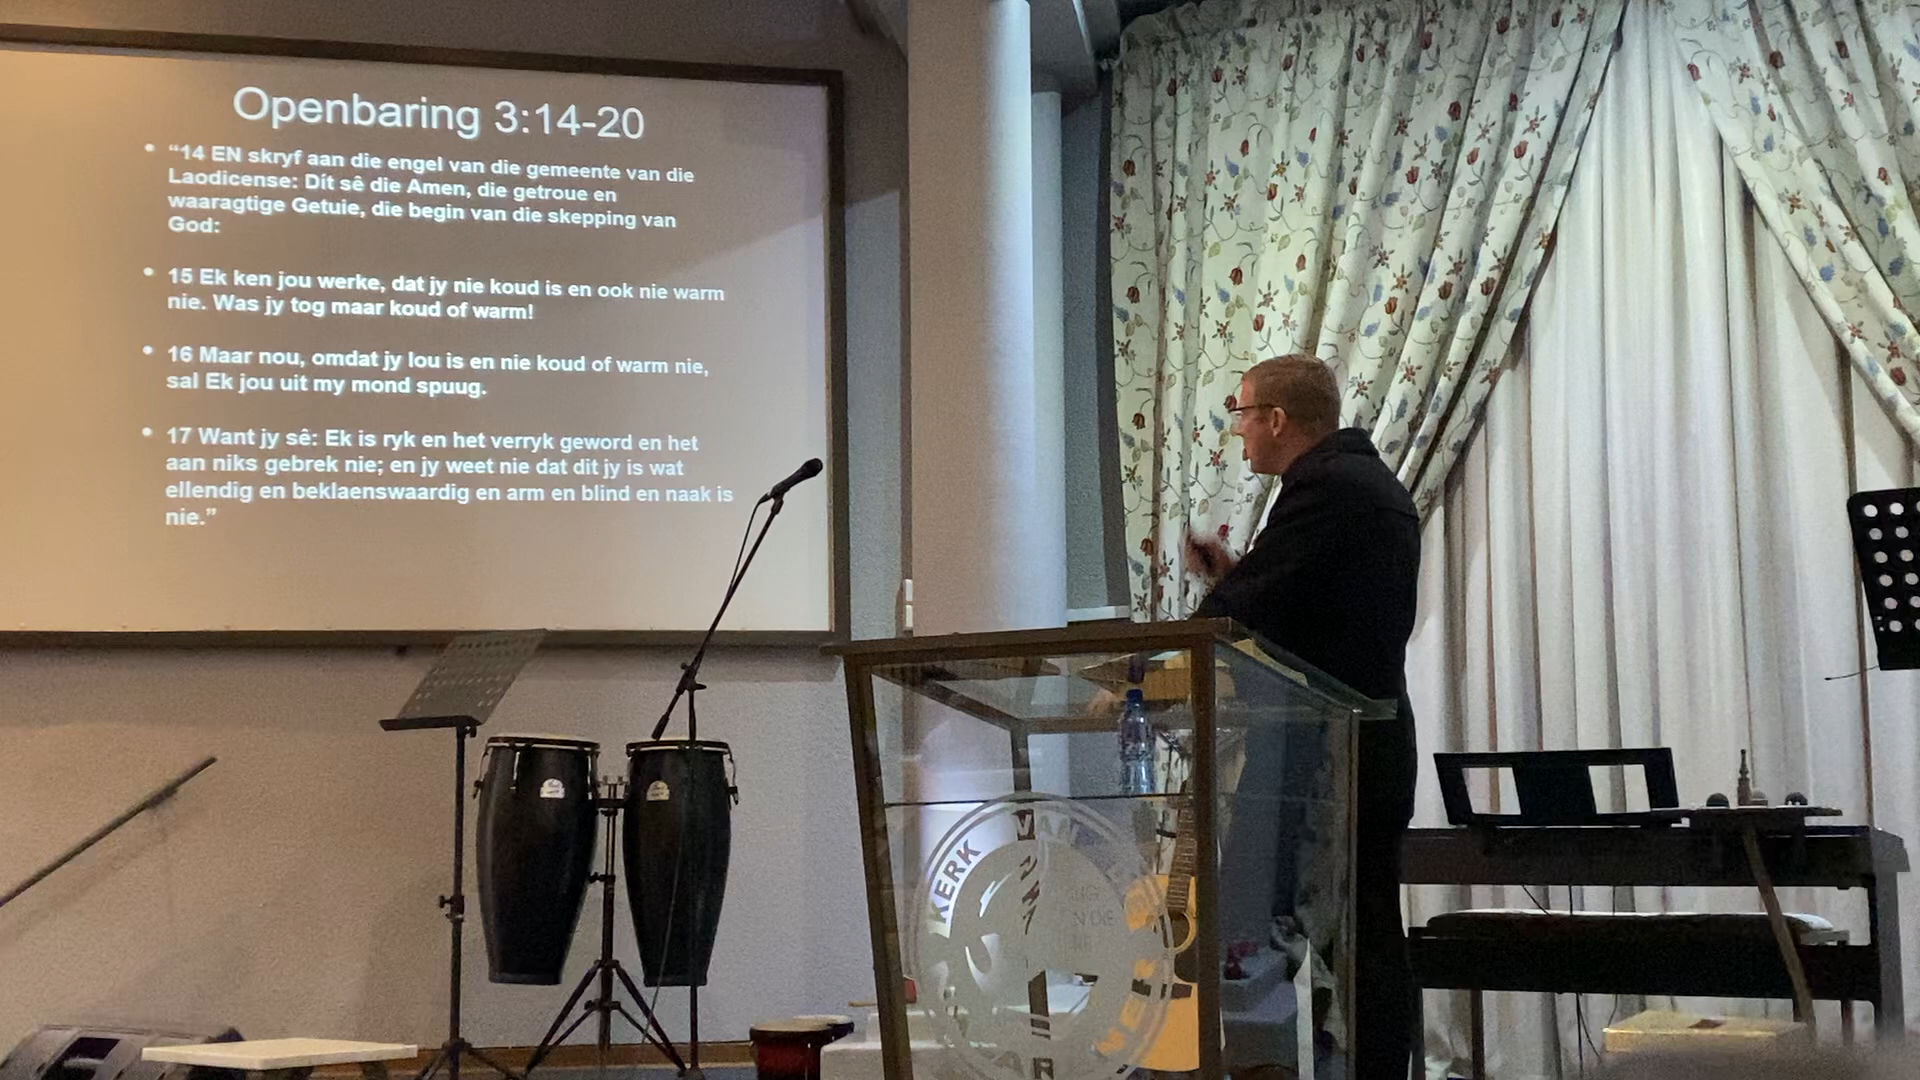 Openbaring 3:14-20
• “14 EN skryf aan die engel van die gemeente van die
Laodicense: Dít sê die Amen, die getroue en
waaragtige Getuie, die begin van die skepping van
God:
• 15 Ek ken jou werke, dat jy nie koud is en ook nie warm
nie. Was jy tog maar koud of warm!
• 16 Maar nou, omdat jy lou is en nie koud of warm nie,
sal Ek jou uit my mond spuug.
• 17 Want jy sê: Ek is ryk en het verryk geword en het
aan niks gebrek nie; en jy weet nie dat dit jy is wat
ellendig en beklaenswaardig en arm en blind en naak is
nie.”
KERK VAN